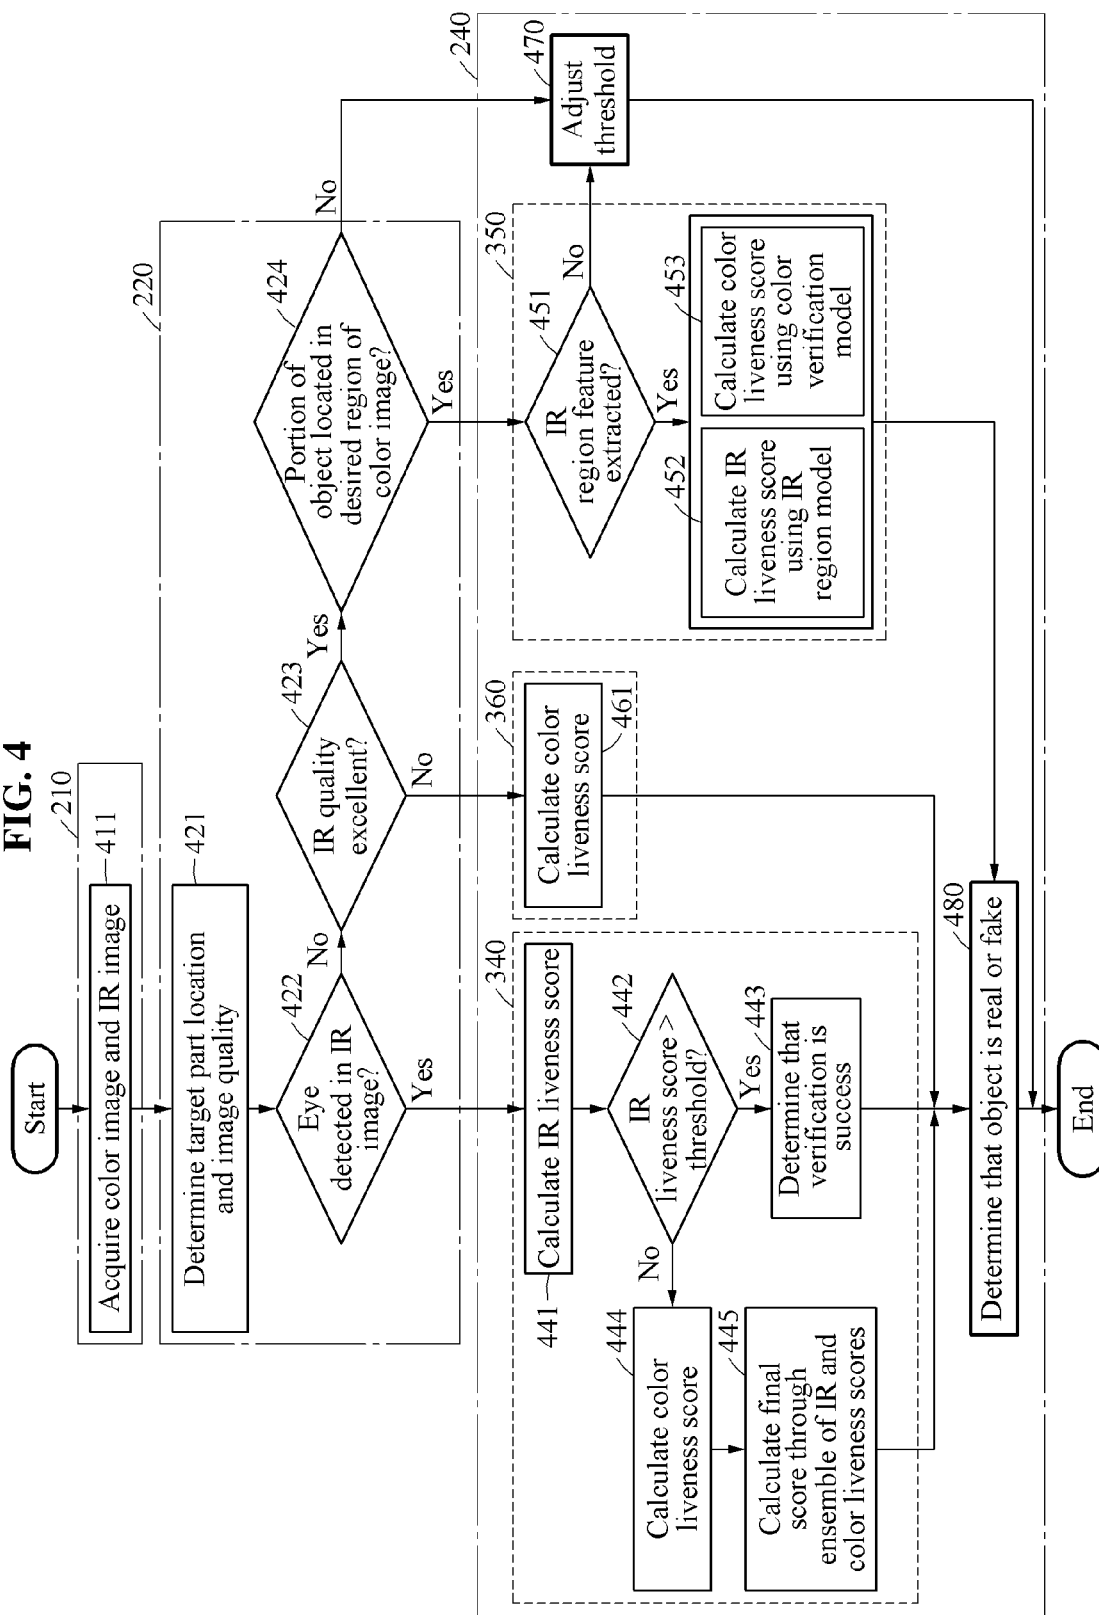 FIG. 4
Start
210
411
Acquire color image and IR image
220
421
Determine target part location
and image quality
422
Eye
detected in IR
image?
No
Yes
423
IR quality
excellent?
Yes
No
424
Portion of
object located in
desired region of
color image?
No
Yes
240
340
441
Calculate IR liveness score
442
IR
liveness score >
threshold?
No
Yes
443
Determine that
verification is
success
444
Calculate color
liveness score
445
Calculate final
score through
ensemble of IR and
color liveness scores
360
Calculate color
liveness score
461
350
451
IR
region feature
extracted?
No
Yes
452
Calculate IR
liveness score
using IR
region model
453
Calculate color
liveness score
using color
verification
model
470
Adjust
threshold
480
Determine that object is real or fake
End